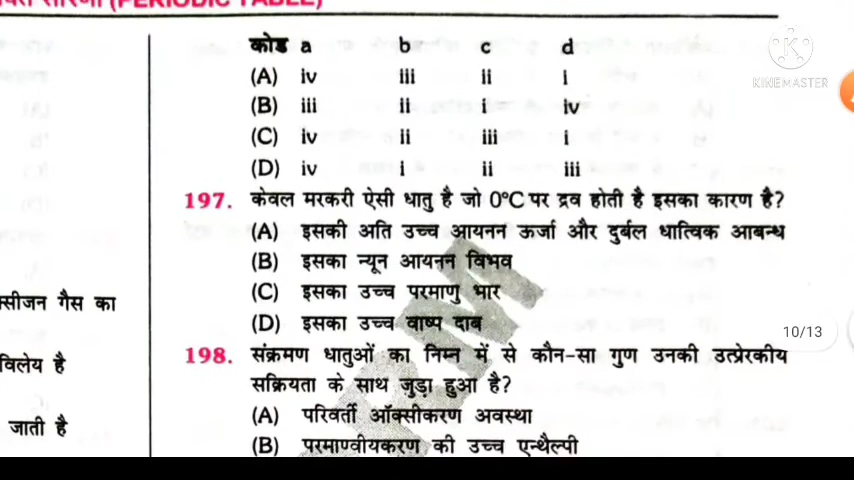 सारणी (PERIODIC TABLE)
सीजन गैस का
विलेय है
जाती है
कोड a b c d
(A) iv iii ii i
(B) iii ii i iv
(C) iv ii iii i
(D) iv i ii iii
197. केवल मरकरी ऐसी धातु है जो 0°C पर द्रव होती है इसका कारण है?
(A) इसकी अति उच्च आयनन ऊर्जा और दुर्बल धात्विक आबन्ध
(B) इसका न्यून आयनन विभव
(C) इसका उच्च परमाणु भार
(D) इसका उच्च वाष्प दाब
198. संक्रमण धातुओं का निम्न में से कौन-सा गुण उनकी उत्प्रेरकीय
सक्रियता के साथ जुड़ा हुआ है?
(A) परिवर्ती ऑक्सीकरण अवस्था
(B) परमाण्वीयकरण की उच्च एन्थैल्पी
KINEMASTER
10/13